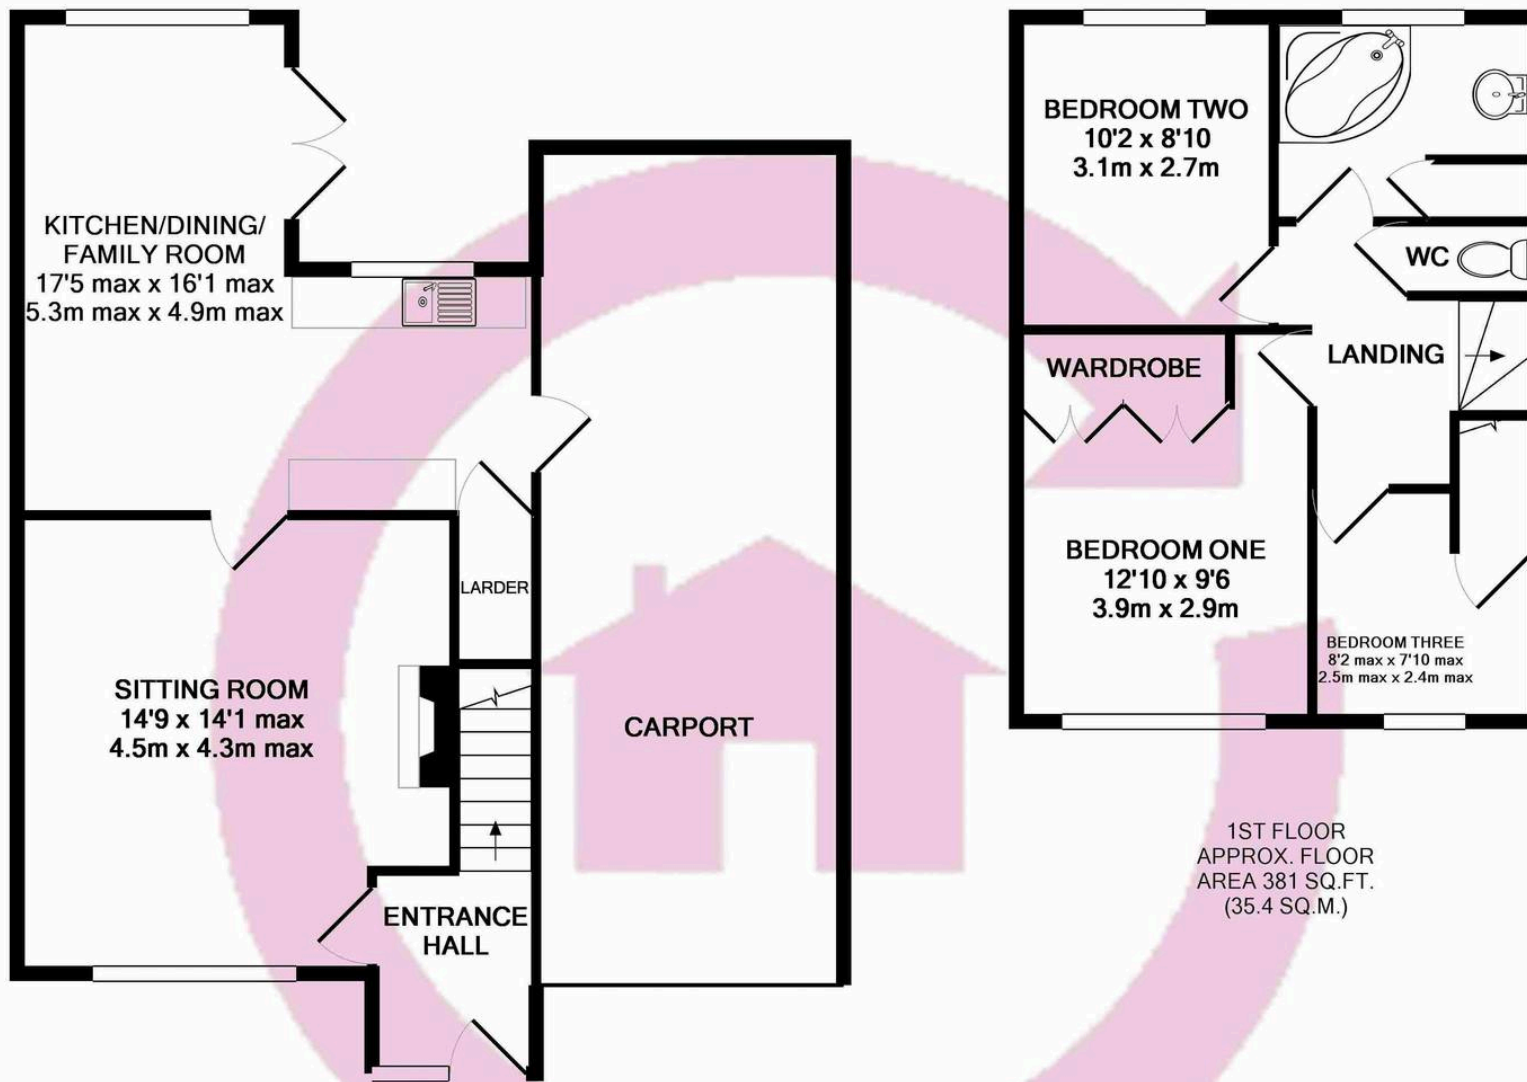 KITCHEN/DINING/
FAMILY ROOM
17'5 max x 16'1 max
5.3m max x 4.9m max
LARDER
SITTING ROOM
14'9 x 14'1 max
4.5m x 4.3m max
ENTRANCE
HALL
CARPORT
BEDROOM TWO
10'2 x 8'10
3.1m x 2.7m
WC
LANDING
WARDROBE
BEDROOM ONE
12'10 x 9'6
3.9m x 2.9m
BEDROOM THREE
8'2 max x 7'10 max
2.5m max x 2.4m max
1ST FLOOR
APPROX. FLOOR
AREA 381 SQ.FT.
(35.4 SQ.M.)